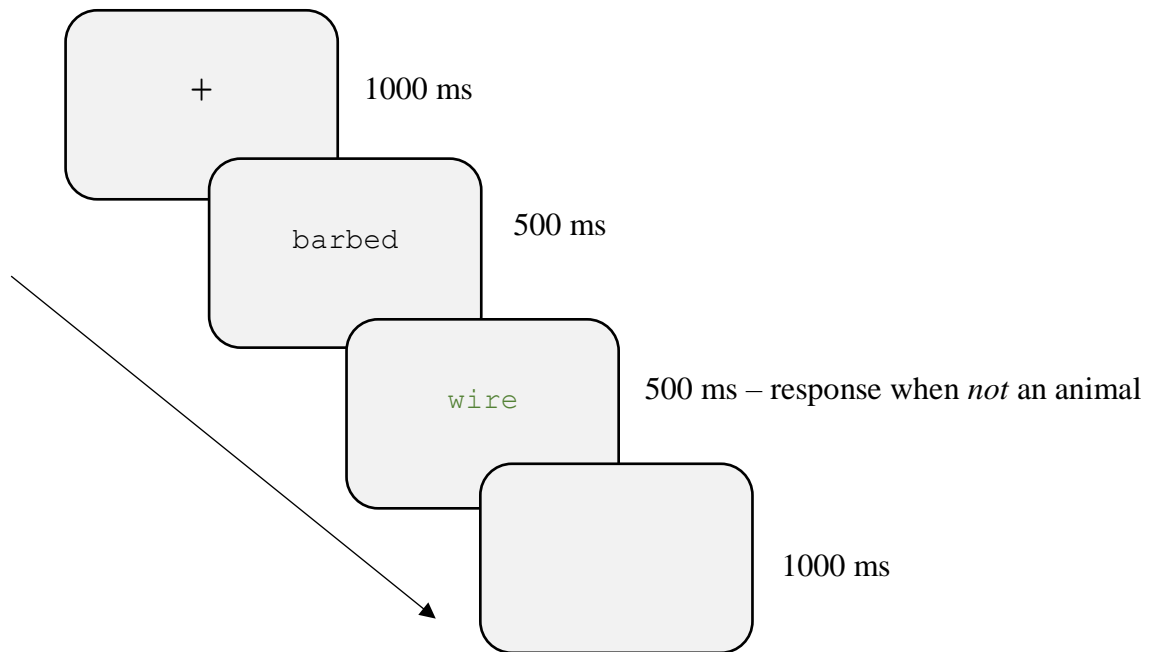 +
1000 ms
barbed
500 ms
wire
500 ms – response when not an animal
1000 ms